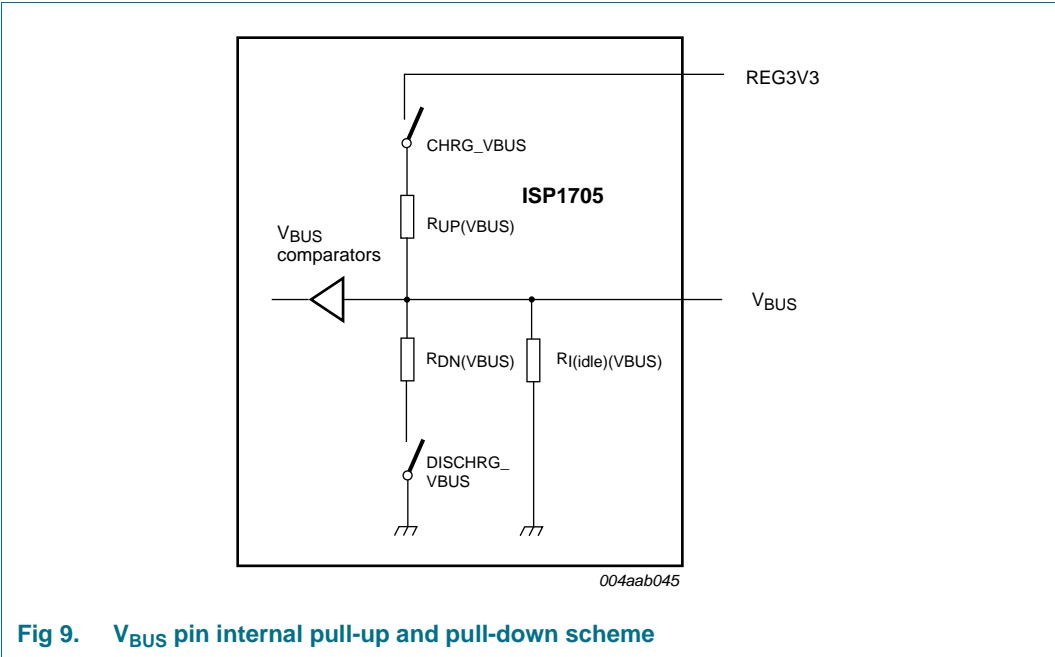 REG3V3
CHRG_VBUS
ISP1705
RUP(VBUS)
VBUS
comparators
VBUS
RDN(VBUS)
RI(idle)(VBUS)
DISCHRG_
VBUS
004aab045
Fig 9. VBUS pin internal pull-up and pull-down scheme